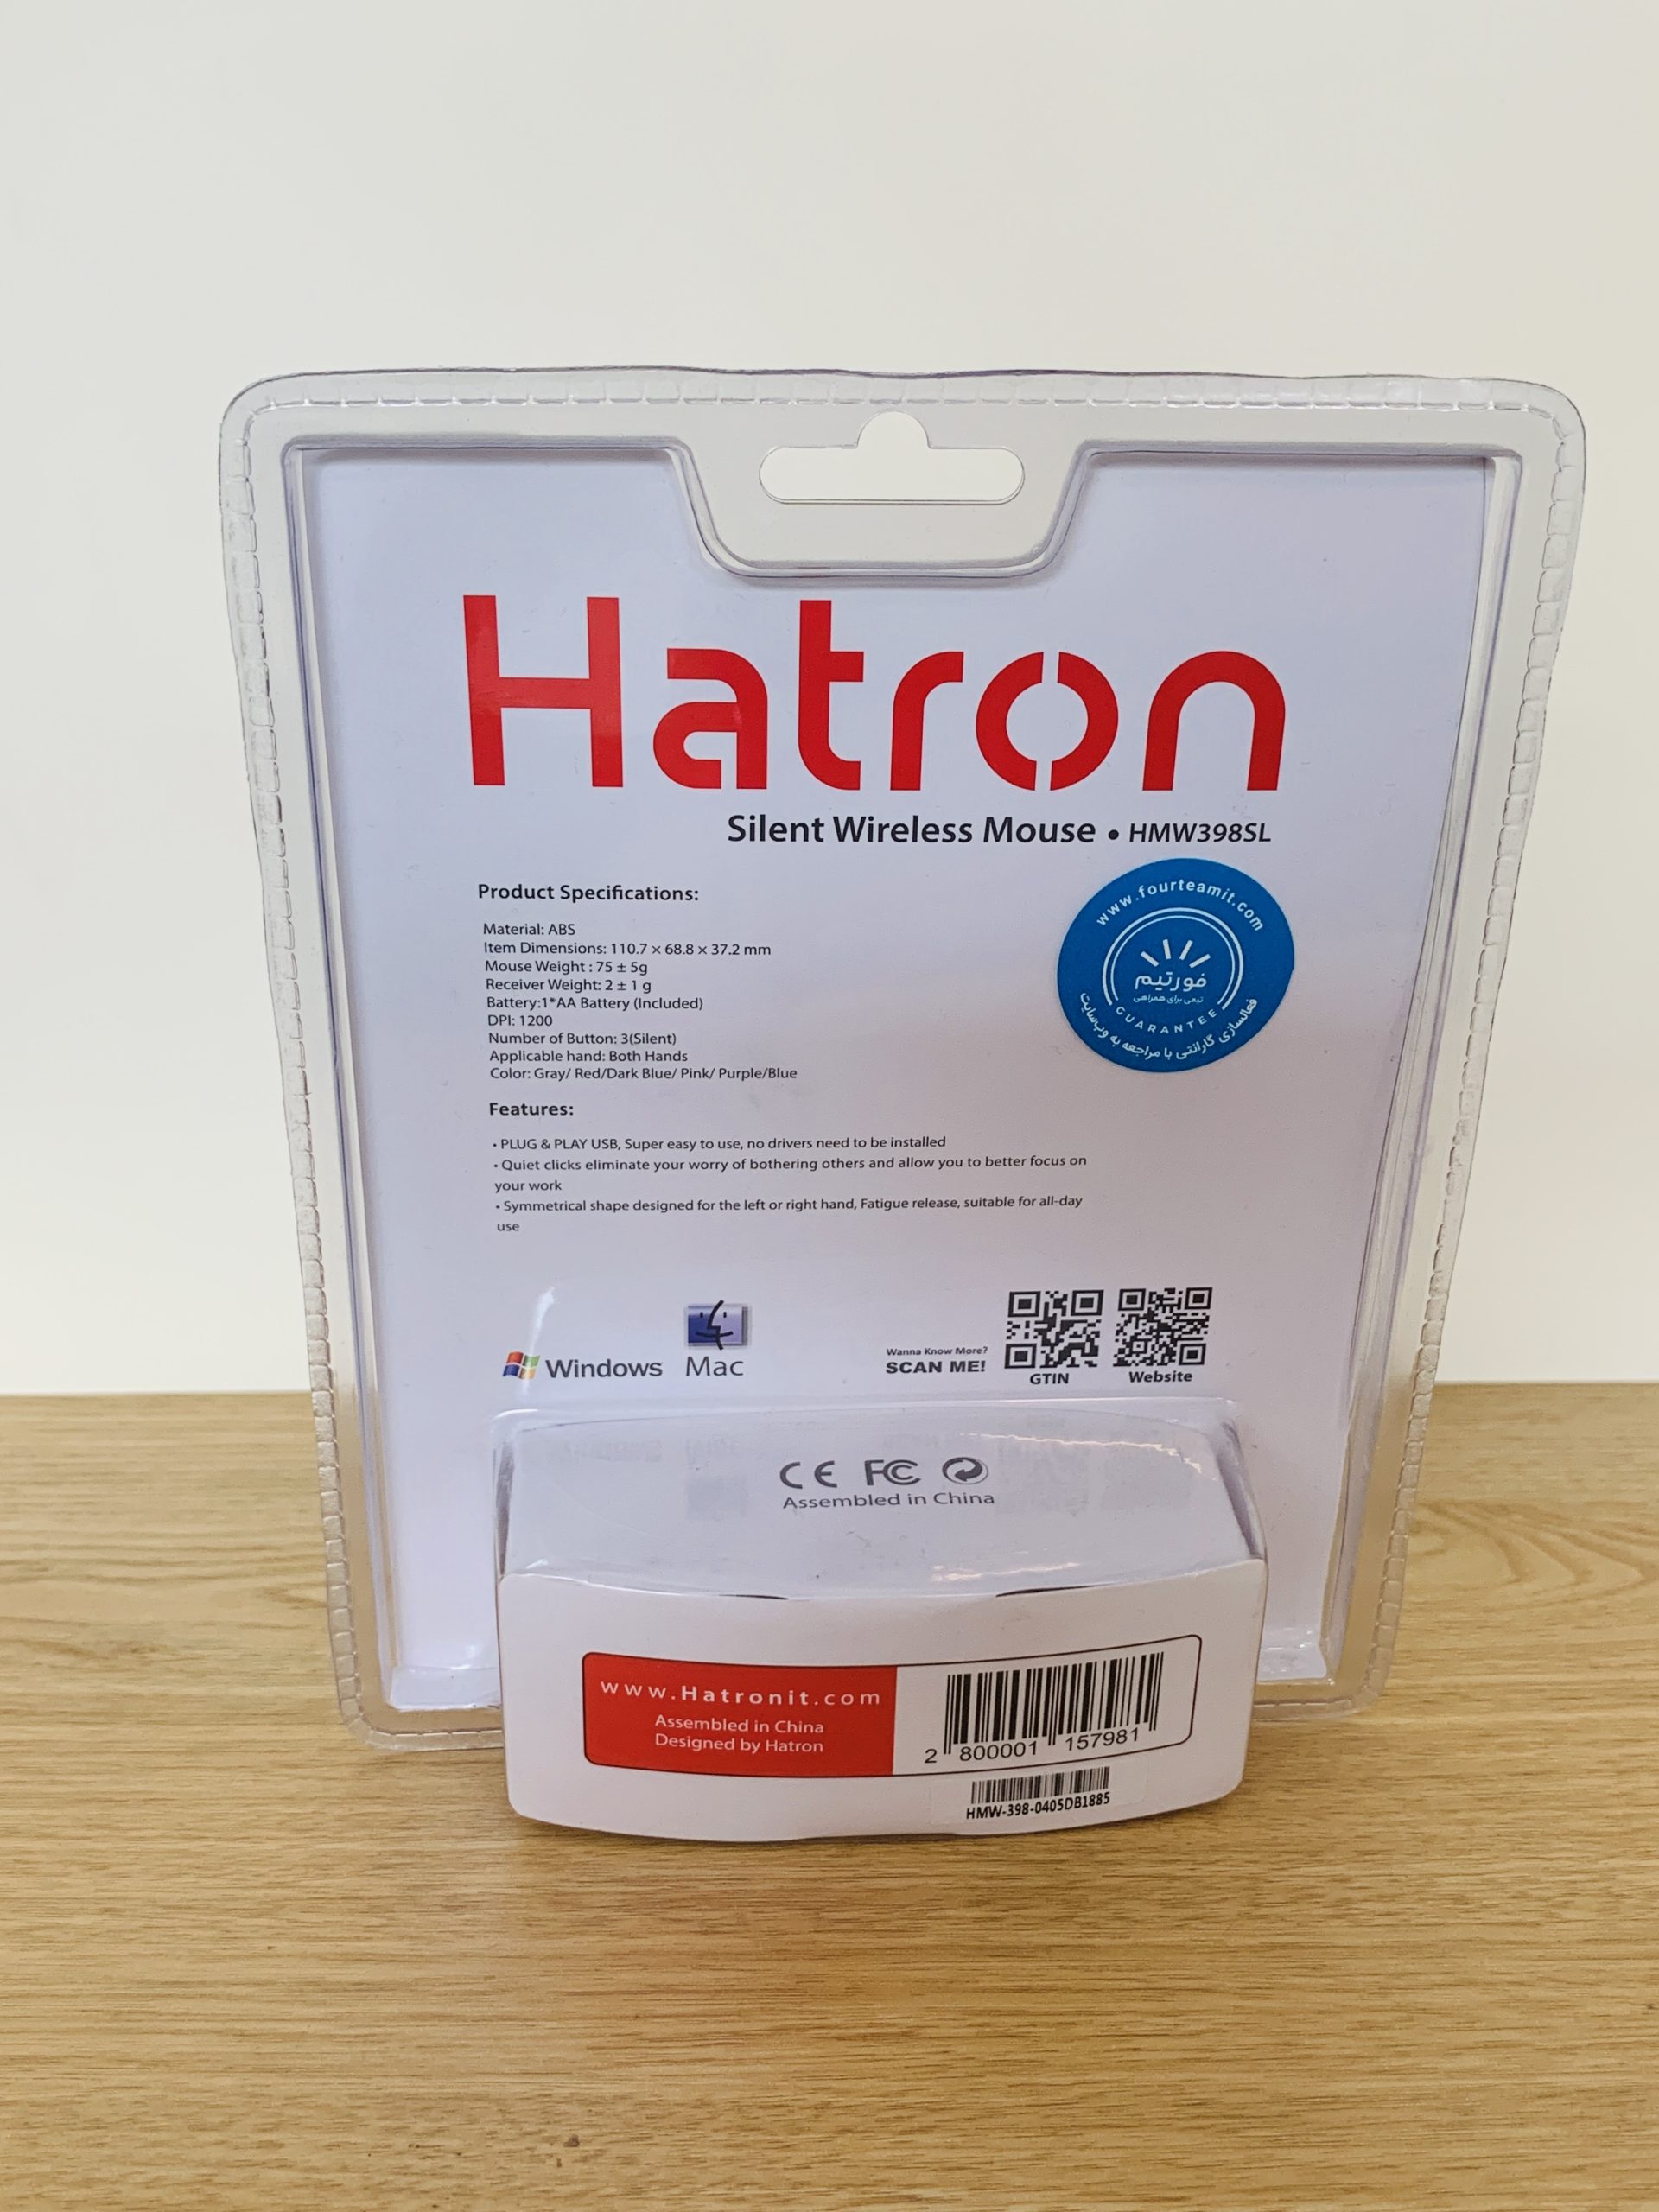 Hatron
Silent Wireless Mouse • HMW398SL
Product Specifications:
Material: ABS
Item Dimensions: 110.7 × 68.8 × 37.2 mm
Mouse Weight : 75 ± 5g
Receiver Weight: 2 ± 1 g
Battery:1*AA Battery (Included)
DPI: 1200
Number of Button: 3(Silent)
Applicable hand: Both Hands
Color: Gray/ Red/Dark Blue/ Pink/ Purple/Blue
www.fourteamit.com
فورتیم
تیمی برای همراهی
GUARANTEE
فعالسازی گارانتی با مراجعه به وب‌سایت
Features:
• PLUG & PLAY USB, Super easy to use, no drivers need to be installed
• Quiet clicks eliminate your worry of bothering others and allow you to better focus on
your work
• Symmetrical shape designed for the left or right hand, Fatigue release, suitable for all-day
use
Windows
Mac
Wanna Know More?
SCAN ME!
GTIN
Website
CE FC
Assembled in China
www.Hatronit.com
Assembled in China
Designed by Hatron
2 800001 157981
HMW-398-0405DB1885